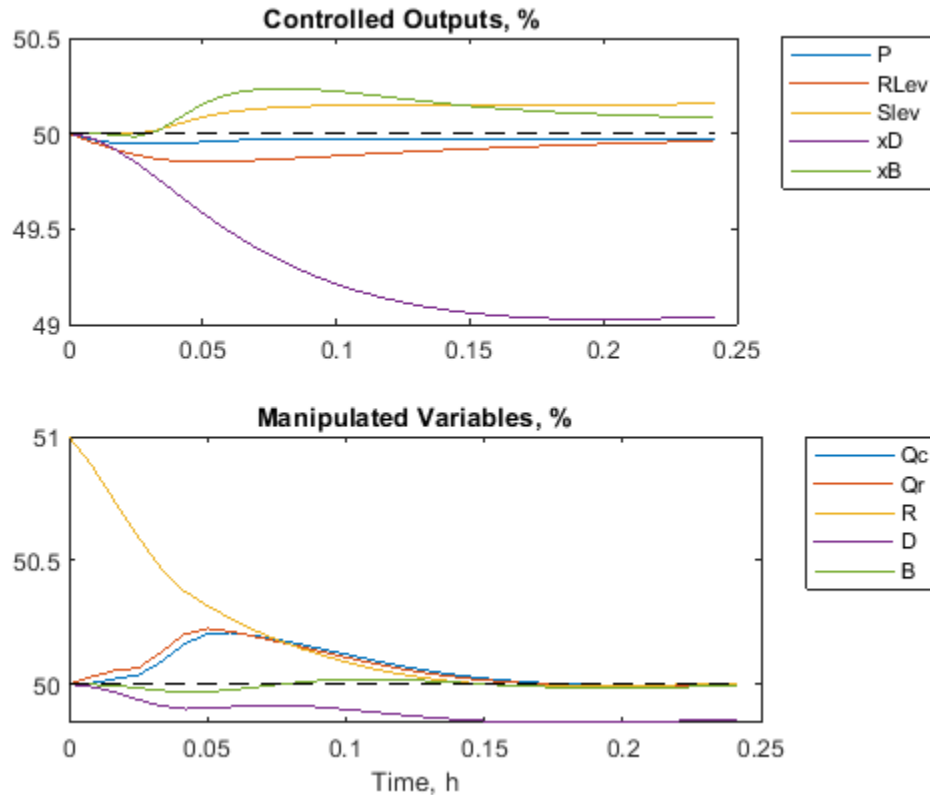 Controlled Outputs, %
50.5
50
49.5
49
0
0.05
0.1
0.15
0.2
0.25
P
RLev
Slev
xD
xB
Manipulated Variables, %
51
50.5
50
0
0.05
0.1
0.15
0.2
0.25
Time, h
Qc
Qr
R
D
B